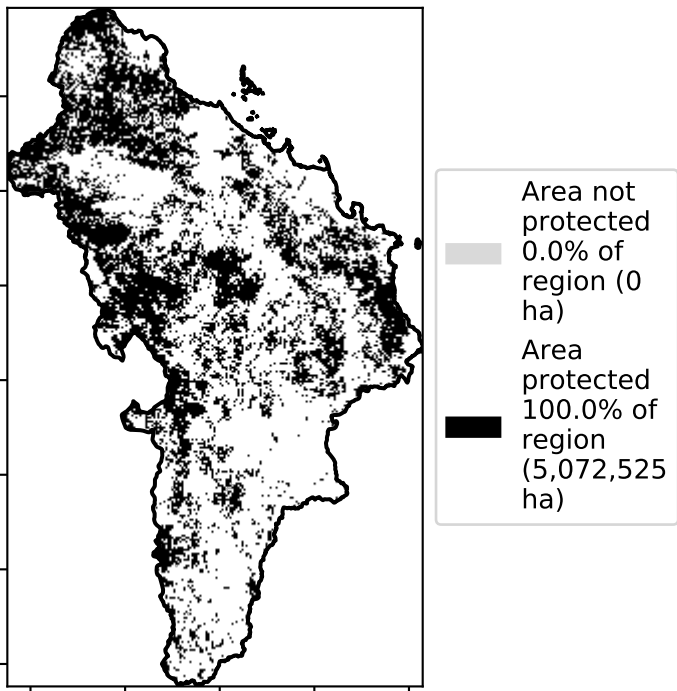 Area not
protected
0.0% of
region (0
ha)
Area
protected
100.0% of
region
(5,072,525
ha)